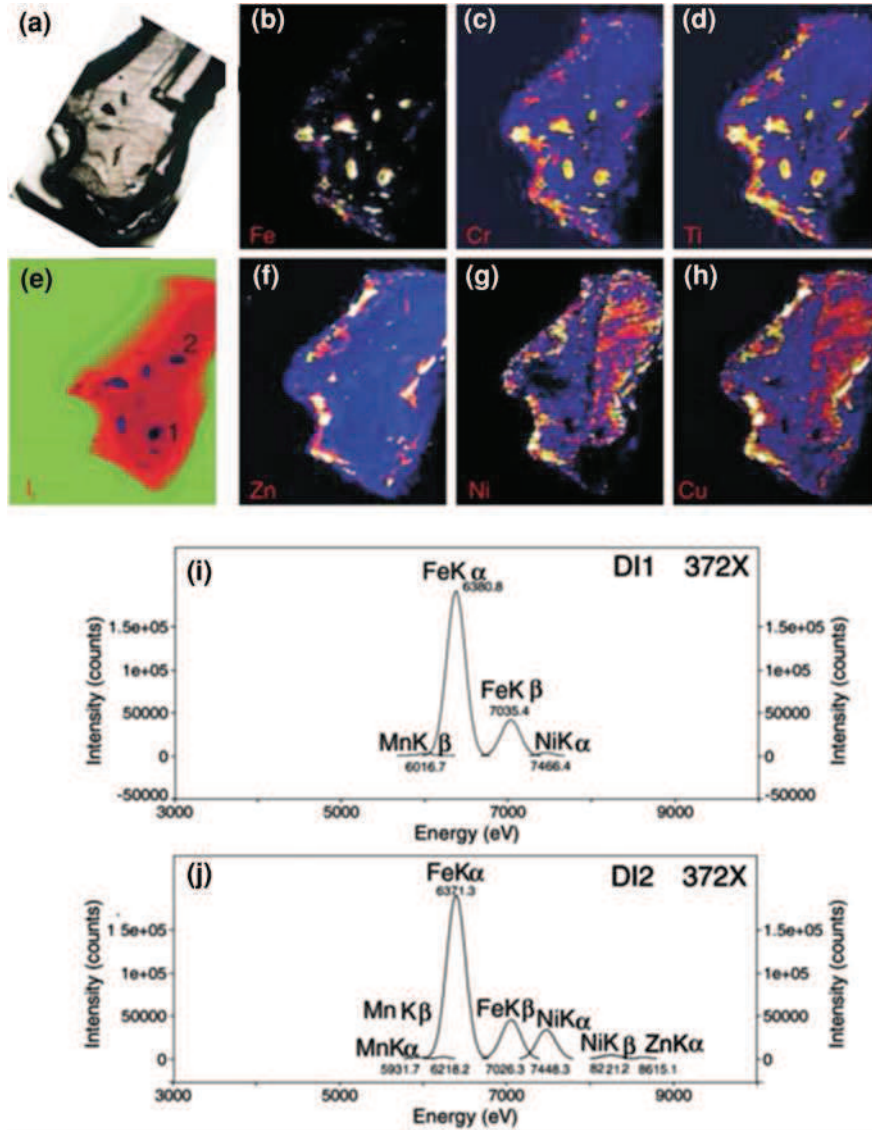 (a)
(b)
Fe
(c)
Cr
(d)
Ti
(e)
2
1
I
(f)
Zn
(g)
Ni
(h)
Cu
(i)
FeK α
6380.8
DI1 372X
Intensity (counts)
1.5e+05
1e+05
50000
0
-50000
FeK β
7035.4
MnK β
6016.7
NiKα
7466.4
1.5e+05
1e+05
50000
0
-50000
Intensity (counts)
3000 5000 7000 9000
Energy (eV)
(j)
FeKα
6371.3
DI2 372X
Intensity (counts)
1.5e+05
1e+05
50000
0
Mn Kβ
FeKβ
NiKα
MnKα
NiK β ZnKα
5931.7 6218.2 7026.3 7448.3 8221.2 8615.1
1.5e+05
1e+05
50000
0
Intensity (counts)
3000 5000 7000 9000
Energy (eV)